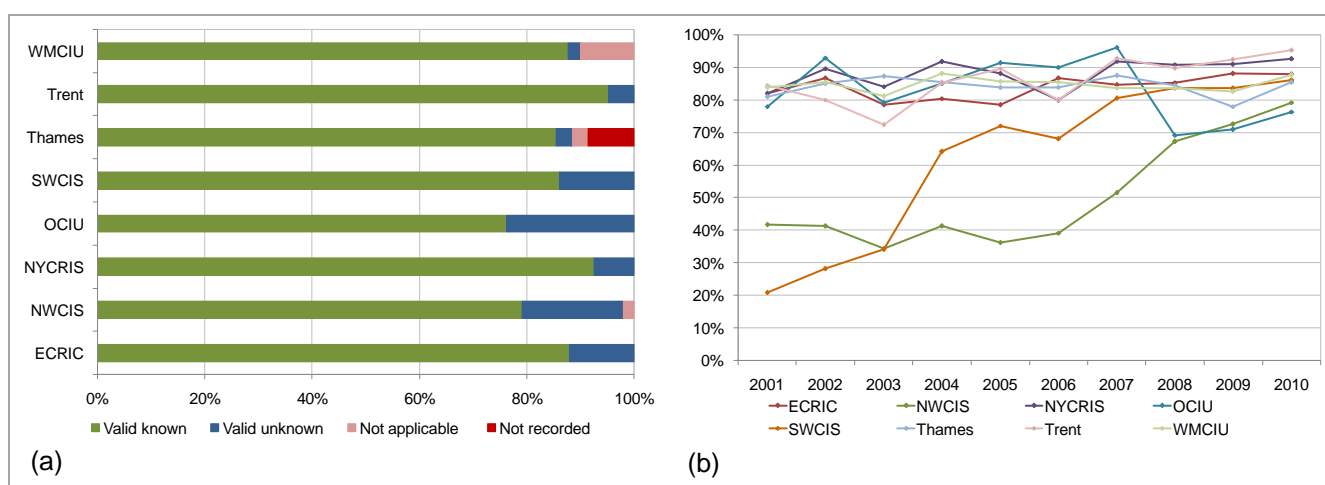 WMCIU
Trent
Thames
SWCIS
OCIU
NYCRIS
NWCIS
ECRIC
0% 20% 40% 60% 80% 100%
Valid known Valid unknown Not applicable Not recorded
(a)
100%
90%
80%
70%
60%
50%
40%
30%
20%
10%
0%
2001 2002 2003 2004 2005 2006 2007 2008 2009 2010
ECRIC NWCIS NYCRIS OCIU
SWCIS Thames Trent WMCIU
(b)